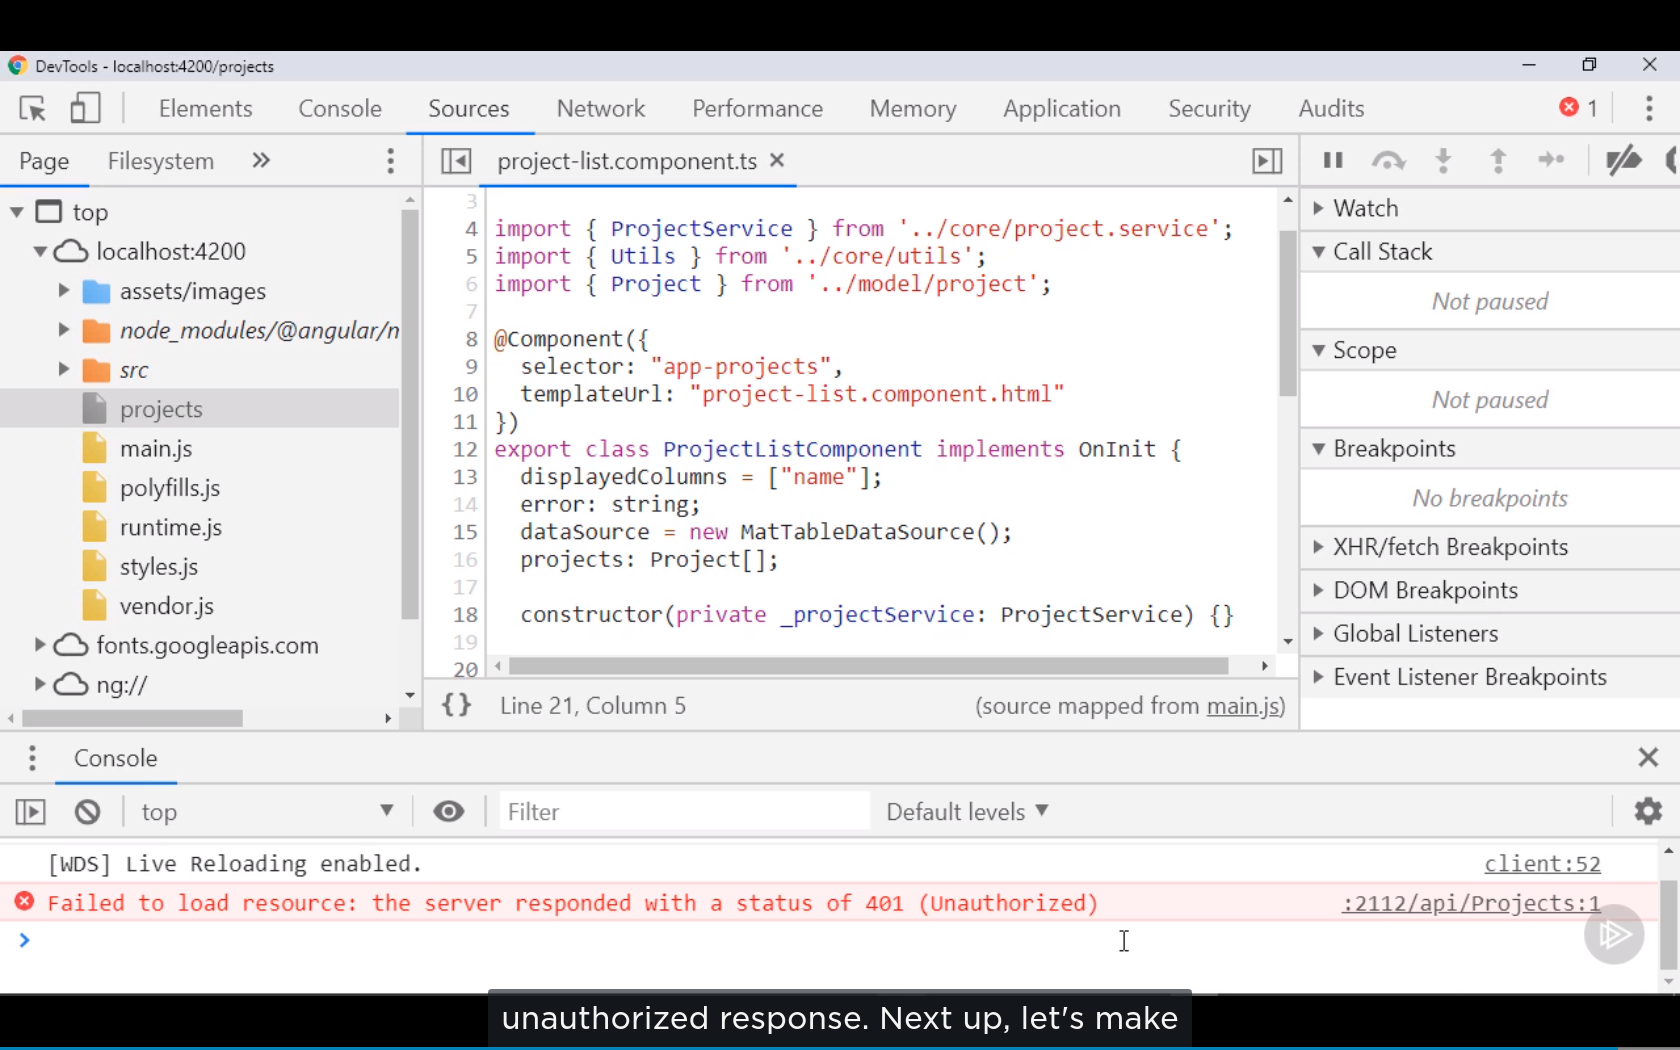 DevTools - localhost:4200/projects
Elements Console Sources Network Performance Memory Application Security Audits 1
Page Filesystem »
project-list.component.ts
top
localhost:4200
assets/images
node_modules/@angular/n
src
projects
main.js
polyfills.js
runtime.js
styles.js
vendor.js
fonts.googleapis.com
ng://
3
4 import { ProjectService } from '../core/project.service';
5 import { Utils } from '../core/utils';
6 import { Project } from '../model/project';
7
8 @Component({
9 selector: "app-projects",
10 templateUrl: "project-list.component.html"
11 })
12 export class ProjectListComponent implements OnInit {
13 displayedColumns = ["name"];
14 error: string;
15 dataSource = new MatTableDataSource();
16 projects: Project[];
17
18 constructor(private _projectService: ProjectService) {}
19
20
{} Line 21, Column 5 (source mapped from main.js)
Watch
Call Stack
Not paused
Scope
Not paused
Breakpoints
No breakpoints
XHR/fetch Breakpoints
DOM Breakpoints
Global Listeners
Event Listener Breakpoints
Console
top Filter Default levels
[WDS] Live Reloading enabled. client:52
Failed to load resource: the server responded with a status of 401 (Unauthorized) :2112/api/Projects:1
unauthorized response. Next up, let's make